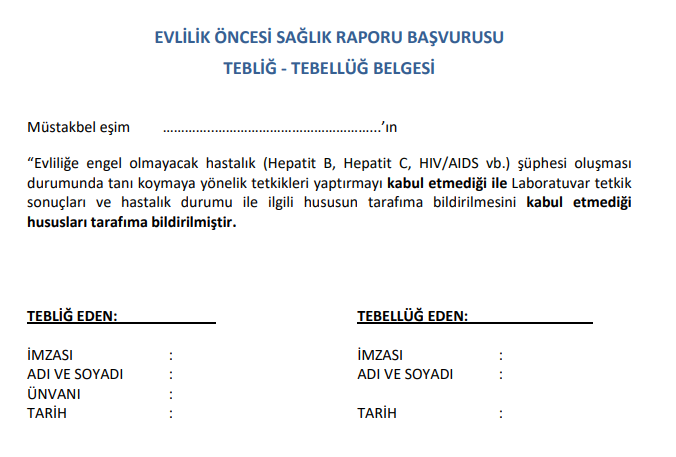 EVLİLİK ÖNCESİ SAĞLIK RAPORU BAŞVURUSU
TEBLİĞ - TEBELLÜĞ BELGESİ
Müstakbel eşim …………..…………………………………...’ın
“Evliliğe engel olmayacak hastalık (Hepatit B, Hepatit C, HIV/AIDS vb.) şüphesi oluşması
durumunda tanı koymaya yönelik tetkikleri yaptırmayı kabul etmediği ile Laboratuvar tetkik
sonuçları ve hastalık durumu ile ilgili hususun tarafıma bildirilmesini kabul etmediği
hususları tarafıma bildirilmiştir.
TEBLİĞ EDEN: TEBELLÜĞ EDEN:
İMZASI : İMZASI :
ADI VE SOYADI : ADI VE SOYADI :
ÜNVANI :
TARİH : TARİH :